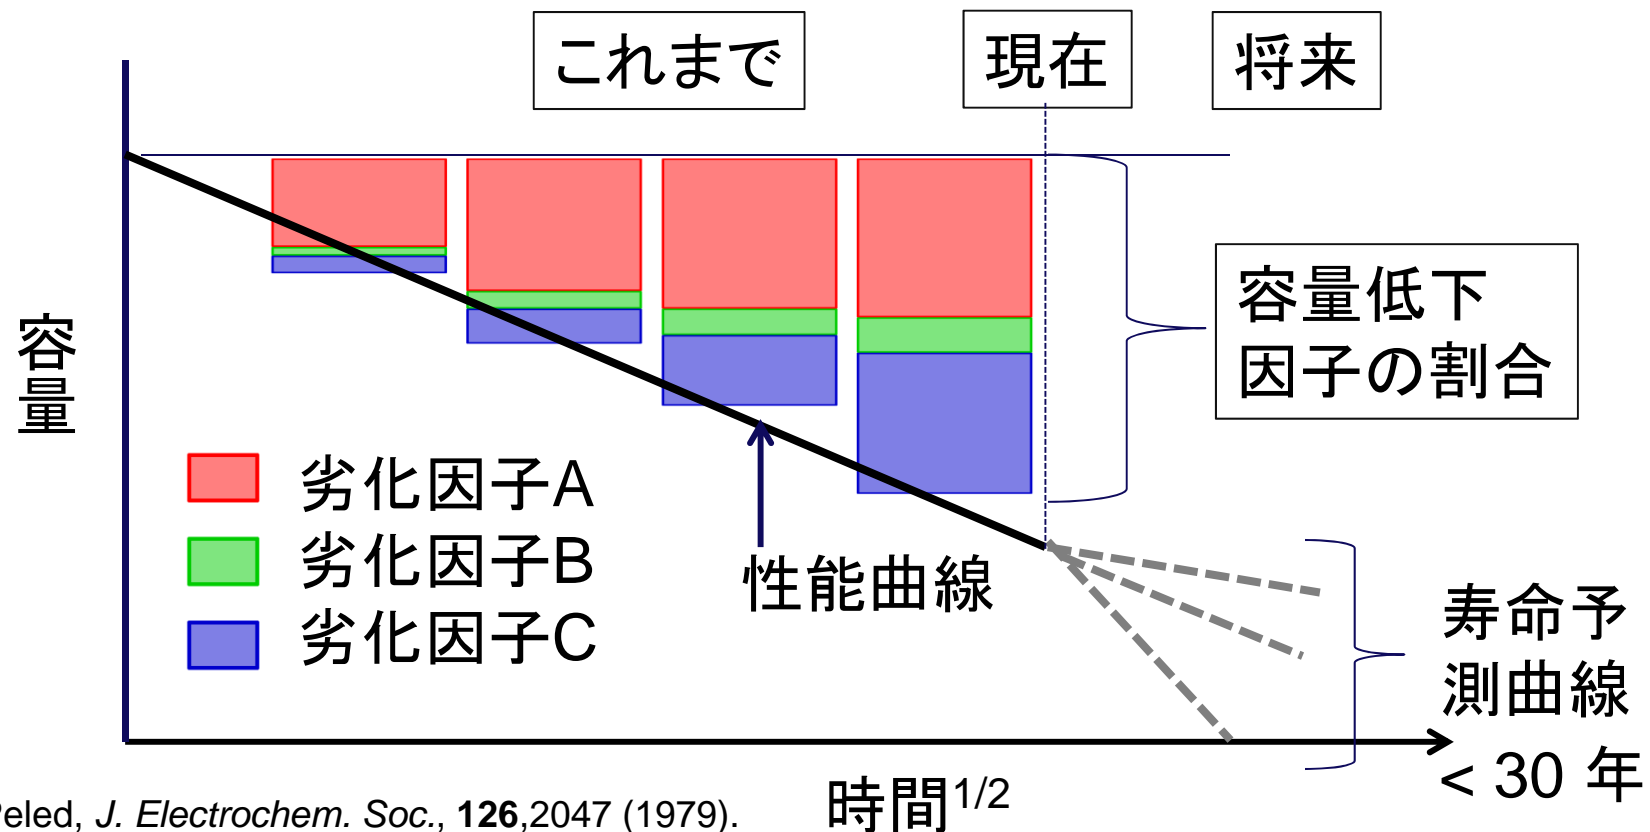 これまで
現在
将来
容量
容量低下
因子の割合
劣化因子A
劣化因子B
劣化因子C
性能曲線
寿命予
測曲線
< 30 年
時間1/2
Peled, J. Electrochem. Soc., 126,2047 (1979).